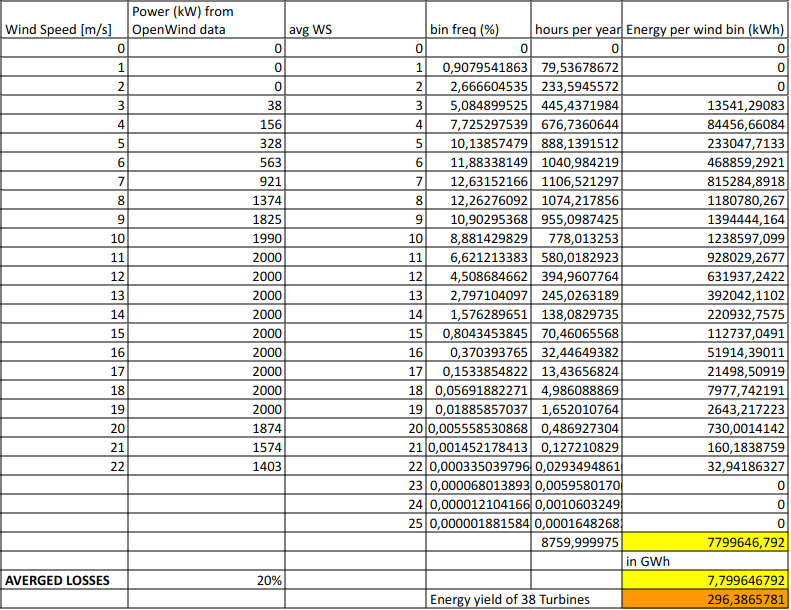 Wind Speed [m/s] Power (kW) from OpenWind data avg WS bin freq (%) hours per year Energy per wind bin (kWh)
0 0 0 0 0 0
1 0 1 0,9079541863 79,53678672 0
2 0 2 2,666604535 233,5945572 0
3 38 3 5,084899525 445,4371984 13541,29083
4 156 4 7,725297539 676,7360644 84456,66084
5 328 5 10,13857479 888,1391512 233047,7133
6 563 6 11,88338149 1040,984219 468859,2921
7 921 7 12,63152166 1106,521297 815284,8918
8 1374 8 12,26276092 1074,217856 1180780,267
9 1825 9 10,90295368 955,0987425 1394444,164
10 1990 10 8,881429829 778,013253 1238597,099
11 2000 11 6,621213383 580,0182923 928029,2677
12 2000 12 4,508684662 394,9607764 631937,2422
13 2000 13 2,797104097 245,0263189 392042,1102
14 2000 14 1,576289651 138,0829735 220932,7575
15 2000 15 0,8043453845 70,46065568 112737,0491
16 2000 16 0,370393765 32,44649382 51914,39011
17 2000 17 0,1533854822 13,43656824 21498,50919
18 2000 18 0,05691882271 4,986088869 7977,742191
19 2000 19 0,01885857037 1,652010764 2643,217223
20 1874 20 0,005558530868 0,486927304 730,0014142
21 1574 21 0,001452178413 0,127210829 160,1838759
22 1403 22 0,000335039796 0,0293494861 32,94186327
23 0,000068013893 0,0059580170 0
24 0,000012104166 0,0010603249 0
25 0,000001881584 0,0001648268 0
8759,999975 7799646,792
in GWh
AVERGED LOSSES 20% 7,799646792
Energy yield of 38 Turbines 296,3865781